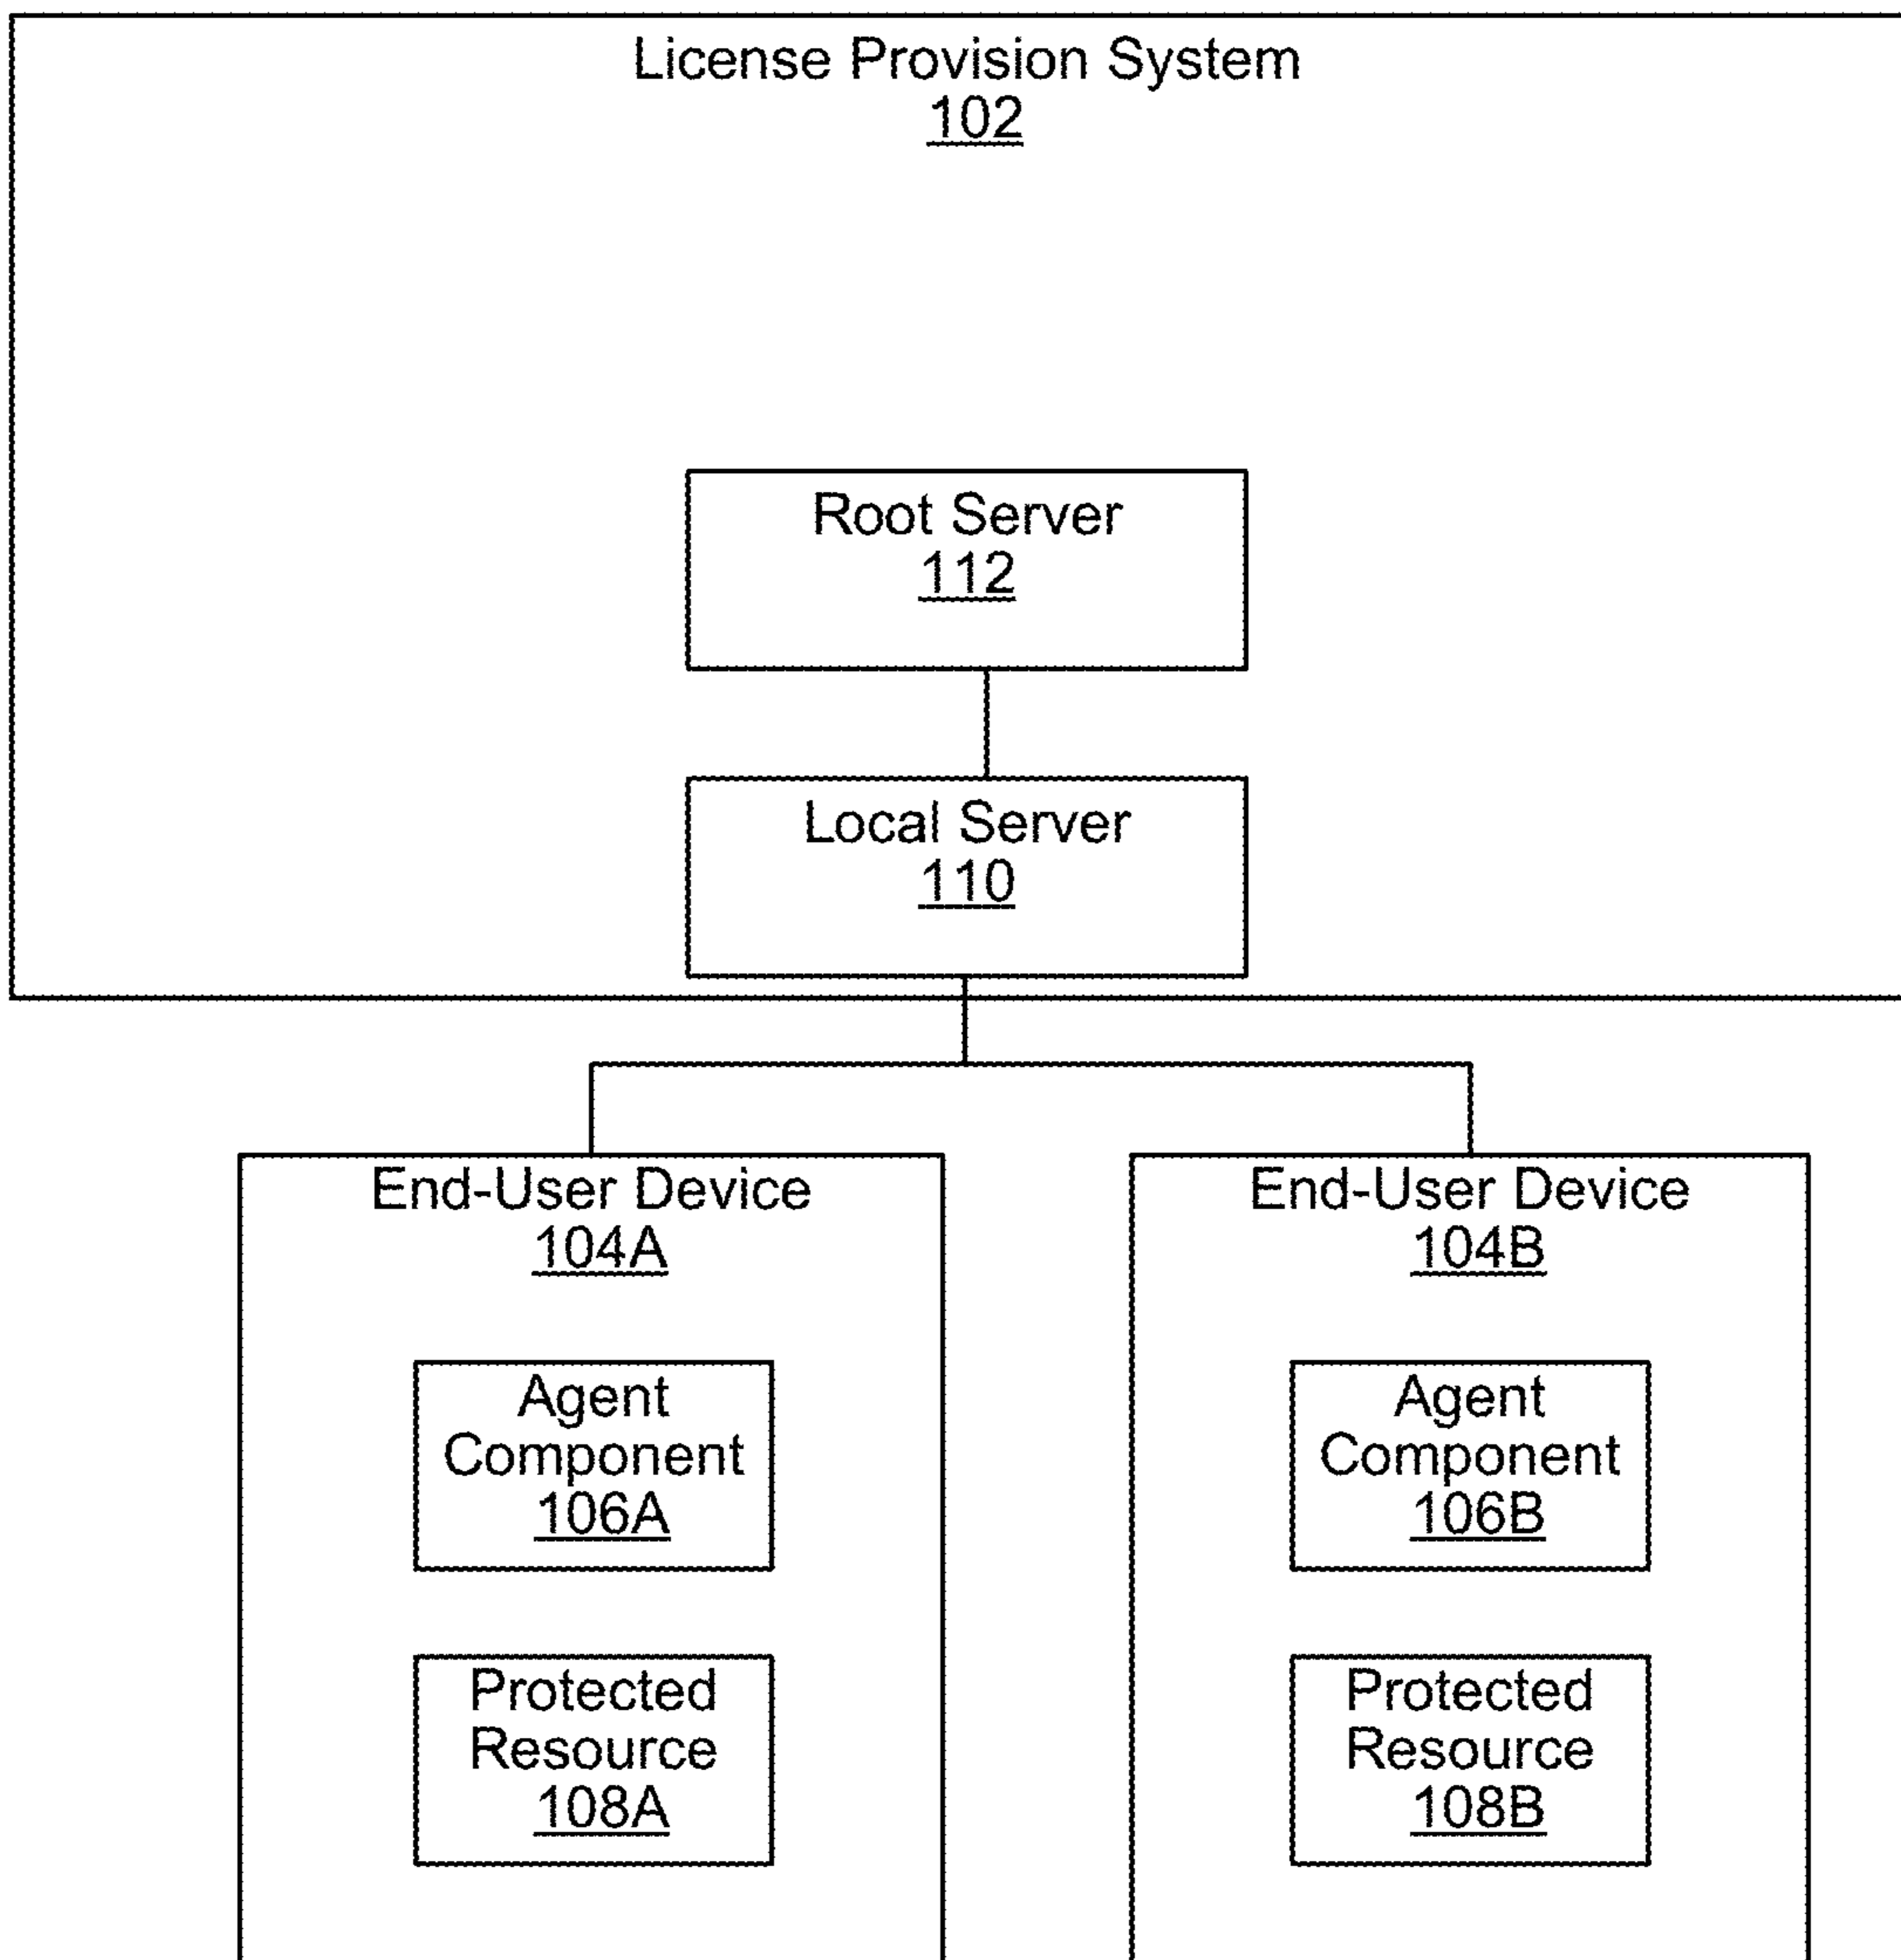 License Provision System
102
Root Server
112
Local Server
110
End-User Device
104A
Agent
Component
106A
Protected
Resource
108A
End-User Device
104B
Agent
Component
106B
Protected
Resource
108B